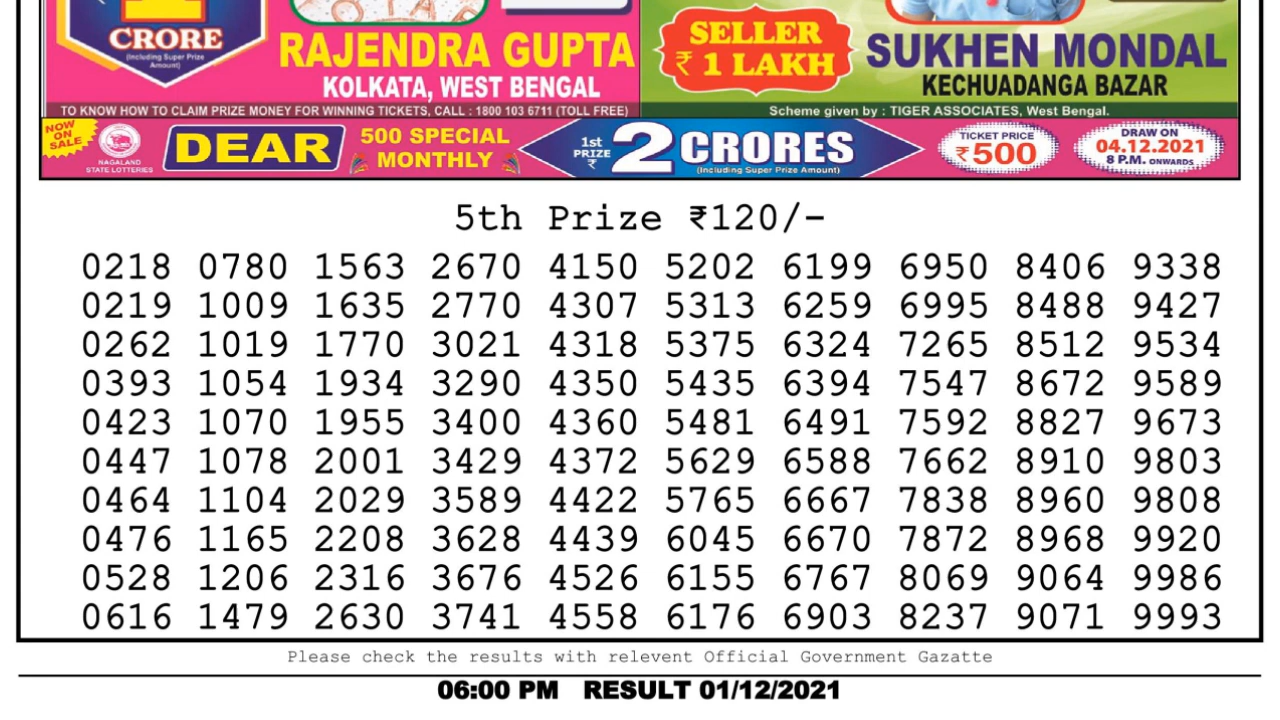 1
CRORE
(Including Super Prize
Amount)
RAJENDRA GUPTA
KOLKATA, WEST BENGAL
TO KNOW HOW TO CLAIM PRIZE MONEY FOR WINNING TICKETS, CALL : 1800 103 6711 (TOLL FREE)
SELLER
₹ 1 LAKH
SUKHEN MONDAL
KECHUADANGA BAZAR
Scheme given by : TIGER ASSOCIATES, West Bengal.
NOW
ON
SALE
NAGALAND
STATE LOTTERIES
DEAR
500 SPECIAL
MONTHLY
1st
PRIZE
₹
2 CRORES
(Including Super Prize Amount)
TICKET PRICE
₹500
DRAW ON
04.12.2021
8 P.M. ONWARDS
5th Prize ₹120/-
0218 0780 1563 2670 4150 5202 6199 6950 8406 9338
0219 1009 1635 2770 4307 5313 6259 6995 8488 9427
0262 1019 1770 3021 4318 5375 6324 7265 8512 9534
0393 1054 1934 3290 4350 5435 6394 7547 8672 9589
0423 1070 1955 3400 4360 5481 6491 7592 8827 9673
0447 1078 2001 3429 4372 5629 6588 7662 8910 9803
0464 1104 2029 3589 4422 5765 6667 7838 8960 9808
0476 1165 2208 3628 4439 6045 6670 7872 8968 9920
0528 1206 2316 3676 4526 6155 6767 8069 9064 9986
0616 1479 2630 3741 4558 6176 6903 8237 9071 9993
Please check the results with relevent Official Government Gazatte
06:00 PM RESULT 01/12/2021